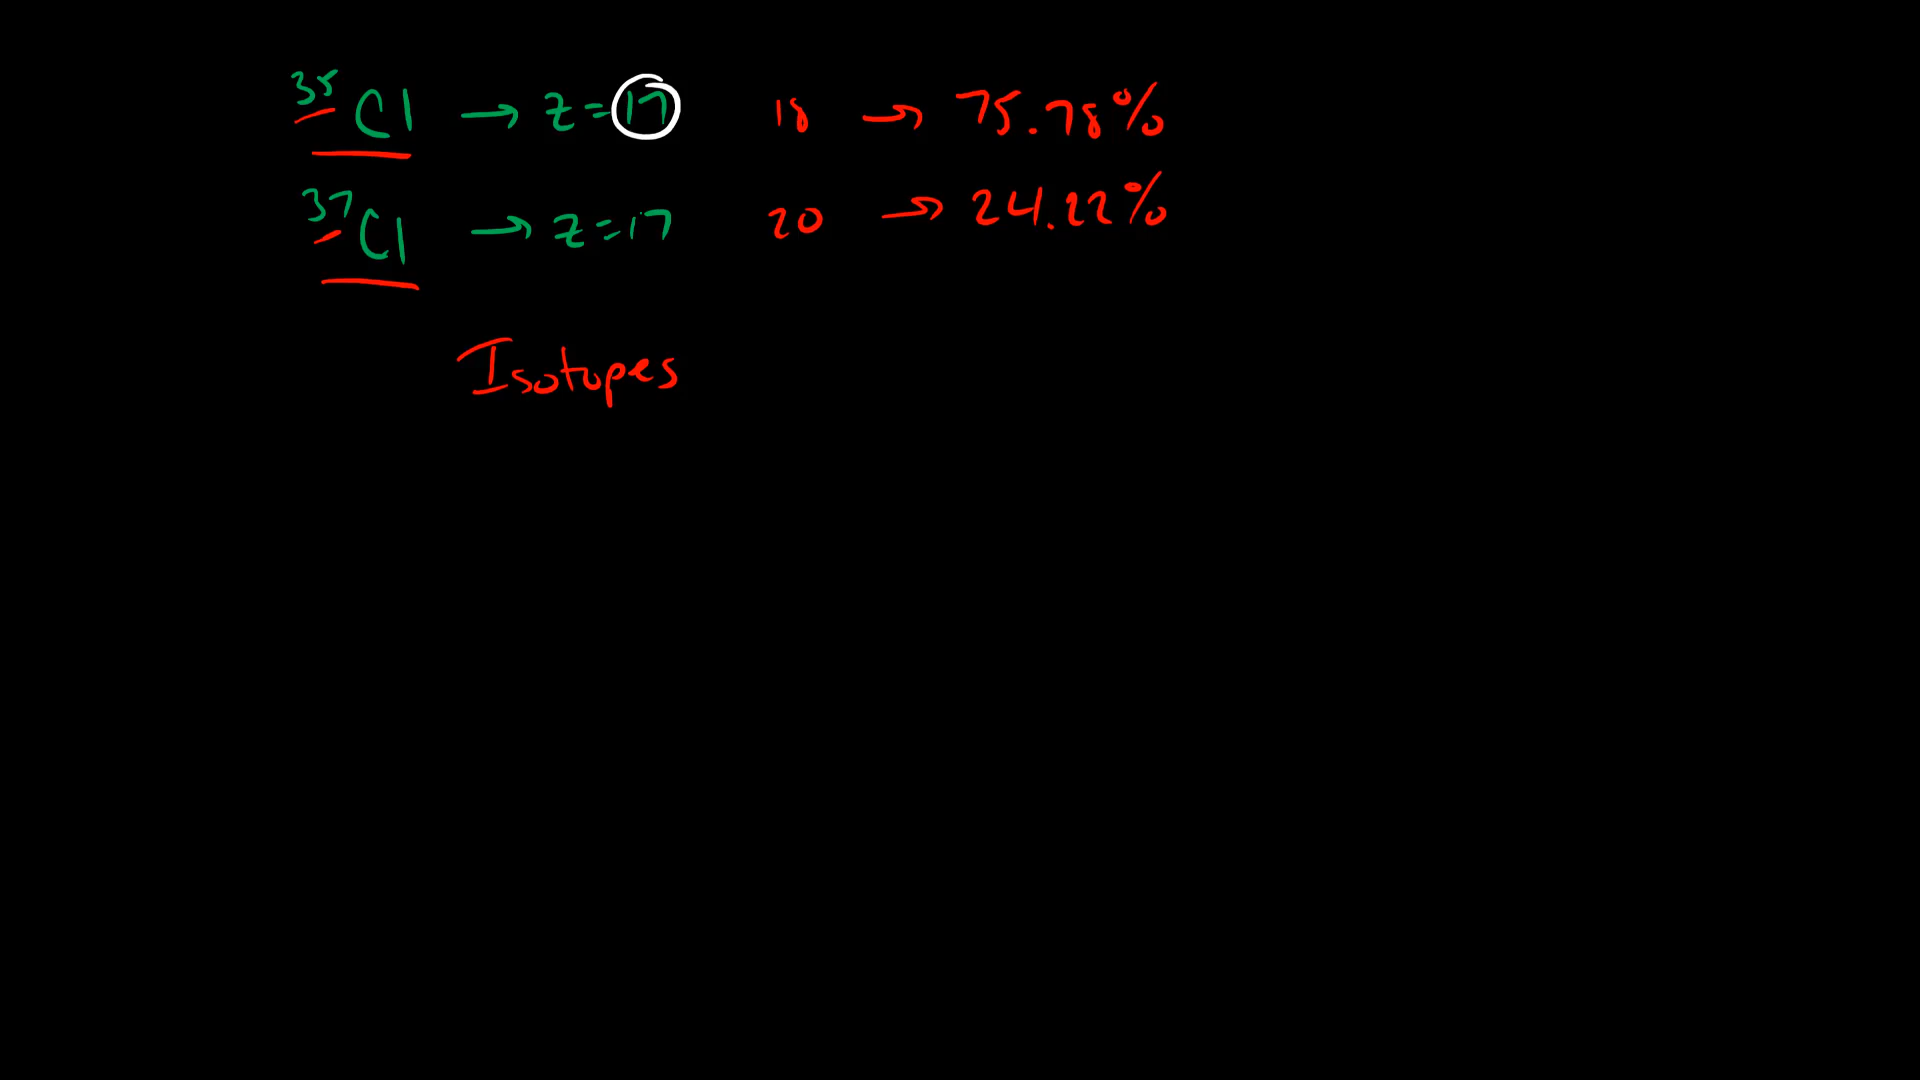 ³⁵Cl → z=17 18 → 75.78%
³⁷Cl → z=17 20 → 24.22%
Isotopes